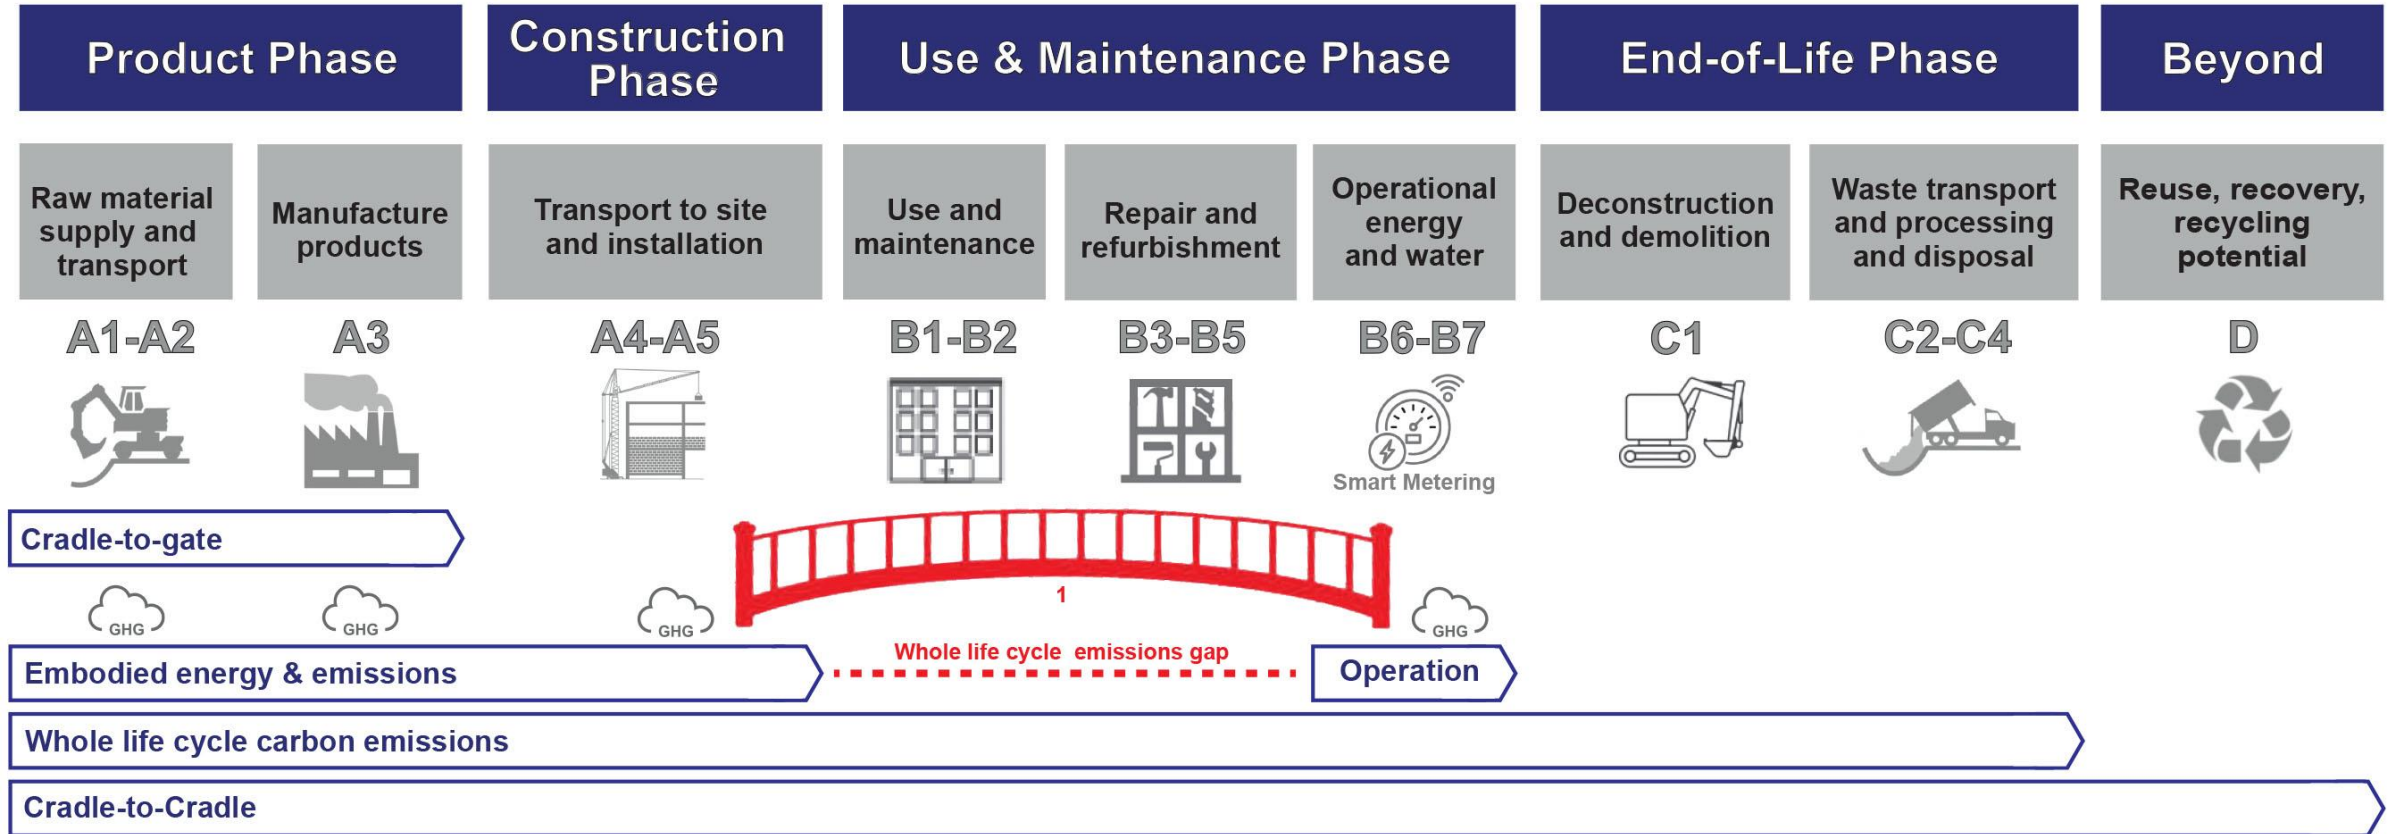 Product Phase
Construction
Phase
Use & Maintenance Phase
End-of-Life Phase
Beyond
Raw material
supply and
transport
Manufacture
products
Transport to site
and installation
Use and
maintenance
Repair and
refurbishment
Operational
energy
and water
Deconstruction
and demolition
Waste transport
and processing
and disposal
Reuse, recovery,
recycling
potential
A1-A2
A3
A4-A5
B1-B2
B3-B5
B6-B7
C1
C2-C4
D
Smart Metering
Cradle-to-gate
GHG
GHG
GHG
1
GHG
Embodied energy & emissions
Whole life cycle emissions gap
Operation
Whole life cycle carbon emissions
Cradle-to-Cradle